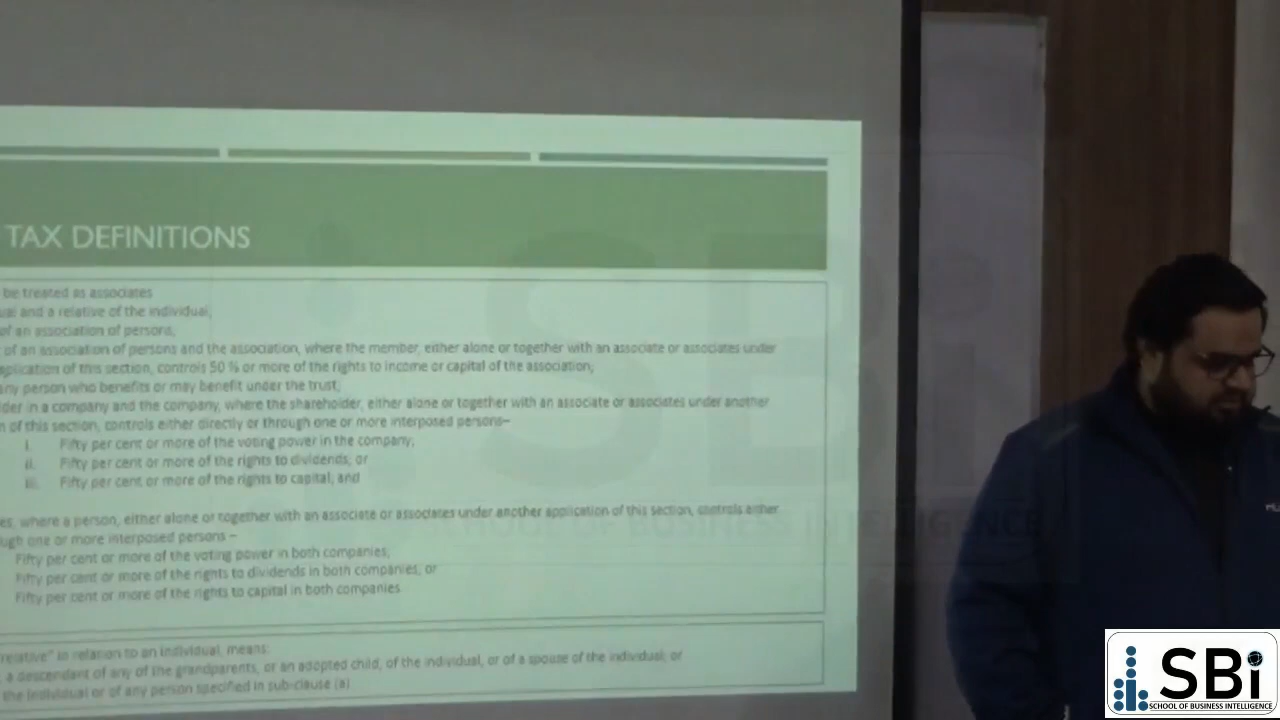 TAX DEFINITIONS
be treated as associates
ual and a relative of the individual,
of an association of persons,
of an association of persons and the association, where the member, either alone or together with an associate or associates under
application of this section, controls 50 % or more of the rights to income or capital of the association;
any person who benefits or may benefit under the trust;
lder in a company and the company, where the shareholder, either alone or together with an associate or associates under another
n of this section, controls either directly or through one or more interposed persons–
i. Fifty per cent or more of the voting power in the company;
ii. Fifty per cent or more of the rights to dividends; or
iii. Fifty per cent or more of the rights to capital; and
es, where a person, either alone or together with an associate or associates under another application of this section, controls either
ugh one or more interposed persons –
Fifty per cent or more of the voting power in both companies;
Fifty per cent or more of the rights to dividends in both companies; or
Fifty per cent or more of the rights to capital in both companies
"relative" in relation to an individual, means:
, a descendant of any of the grandparents, or an adopted child, of the individual, or of a spouse of the individual; or
the individual or of any person specified in sub-clause (a)
SBi
SCHOOL OF BUSINESS INTELLIGENCE
SBi
SCHOOL OF BUSINESS INTELLIGENCE